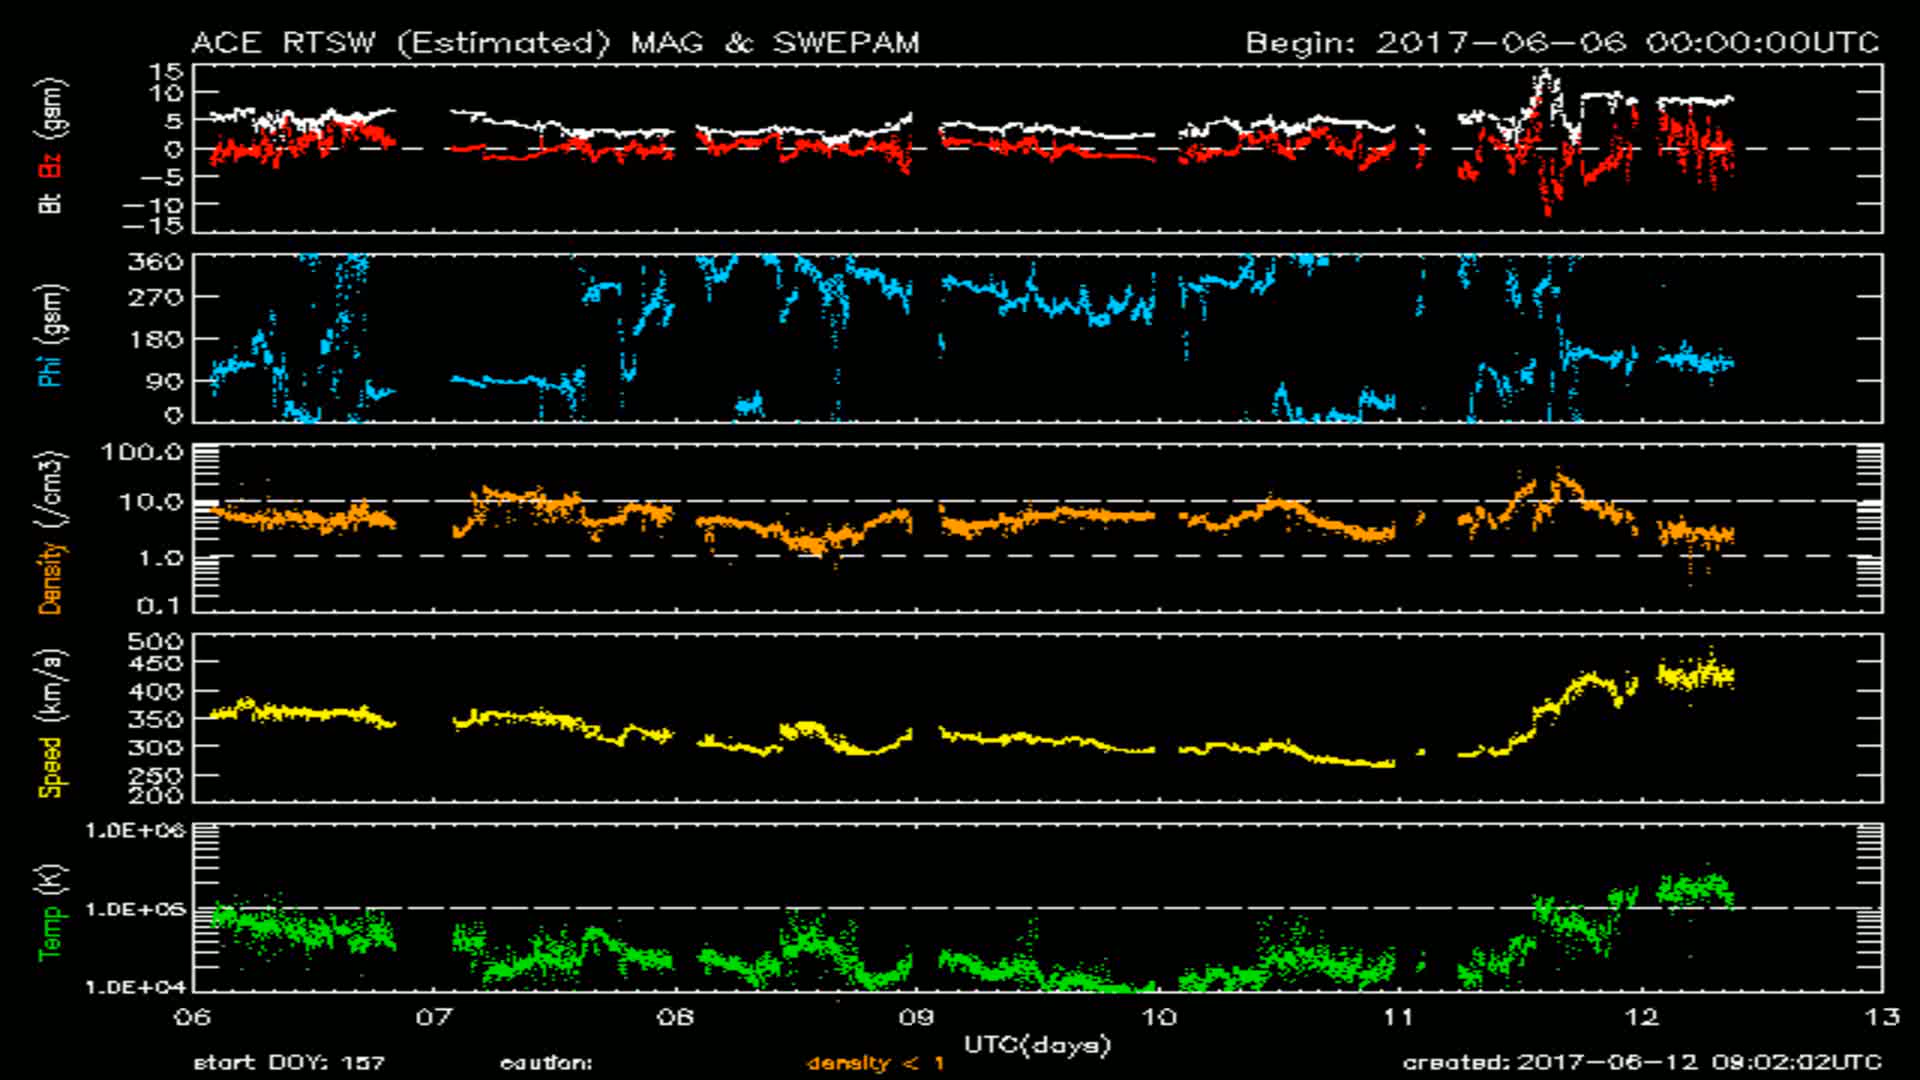 ACE RTSW (Estimated) MAG & SWEPAM
Begin: 2017-06-06 00:00:00UTC
Bt Bz (gsm)
15
10
5
0
-5
-10
-15
Phi (gsm)
360
270
180
90
0
Density (/cm3)
100.0
10.0
1.0
0.1
Speed (km/s)
500
450
400
350
300
250
200
Temp (K)
1.0E+06
1.0E+05
1.0E+04
06 07 08 09 10 11 12 13
UTC(days)
start DOY: 157 caution: density < 1 created: 2017-06-12 09:02:02UTC